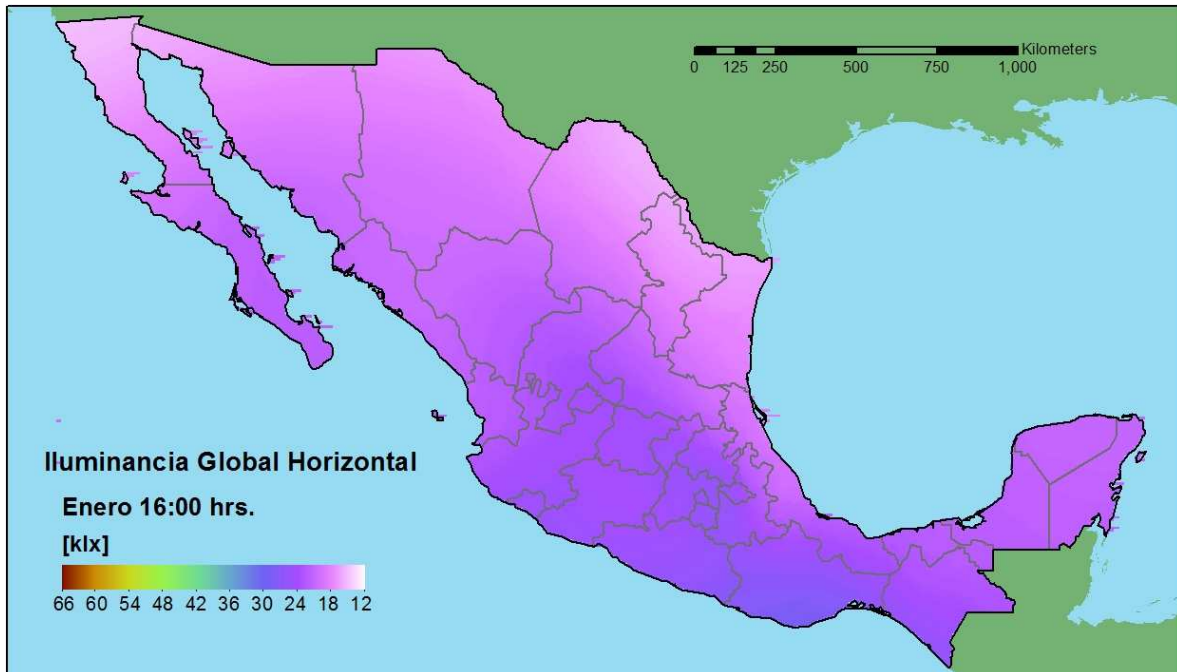 Kilometers
0 125 250 500 750 1,000
Iluminancia Global Horizontal
Enero 16:00 hrs.
[klx]
66 60 54 48 42 36 30 24 18 12